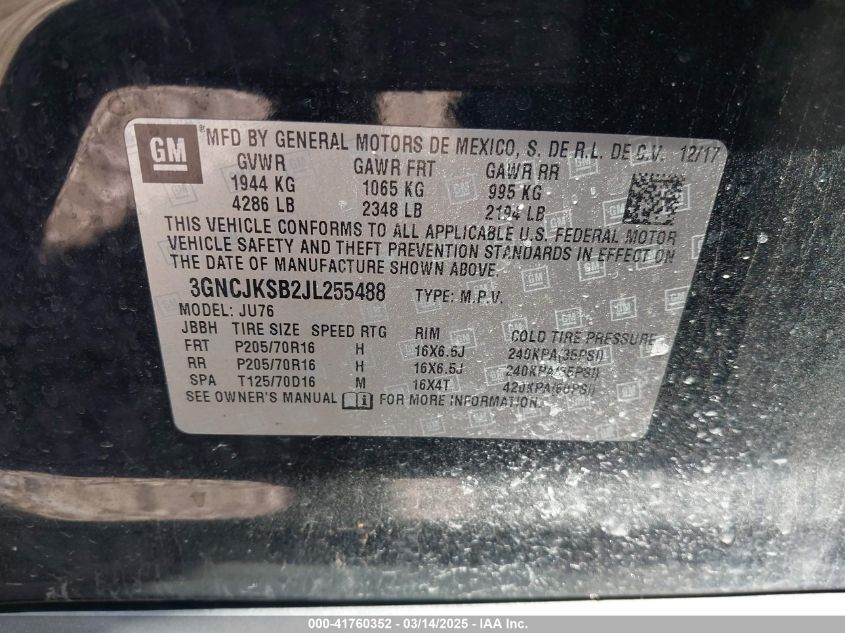 GM ® MFD BY GENERAL MOTORS DE MEXICO, S. DE R.L. DE C.V. 12/17
GVWR GAWR FRT GAWR RR
1944 KG 1065 KG 995 KG
4286 LB 2348 LB 2194 LB
THIS VEHICLE CONFORMS TO ALL APPLICABLE U.S. FEDERAL MOTOR
VEHICLE SAFETY AND THEFT PREVENTION STANDARDS IN EFFECT ON
THE DATE OF MANUFACTURE SHOWN ABOVE.
3GNCJKSB2JL255488 TYPE: M.P.V.
MODEL: JU76
JBBH TIRE SIZE SPEED RTG RIM COLD TIRE PRESSURE
FRT P205/70R16 H 16X6.5J 240KPA(35PSI)
RR P205/70R16 H 16X6.5J 240KPA(35PSI)
SPA T125/70D16 M 16X4T 420KPA(60PSI)
SEE OWNER'S MANUAL FOR MORE INFORMATION.
000-41760352 - 03/14/2025 - IAA Inc.